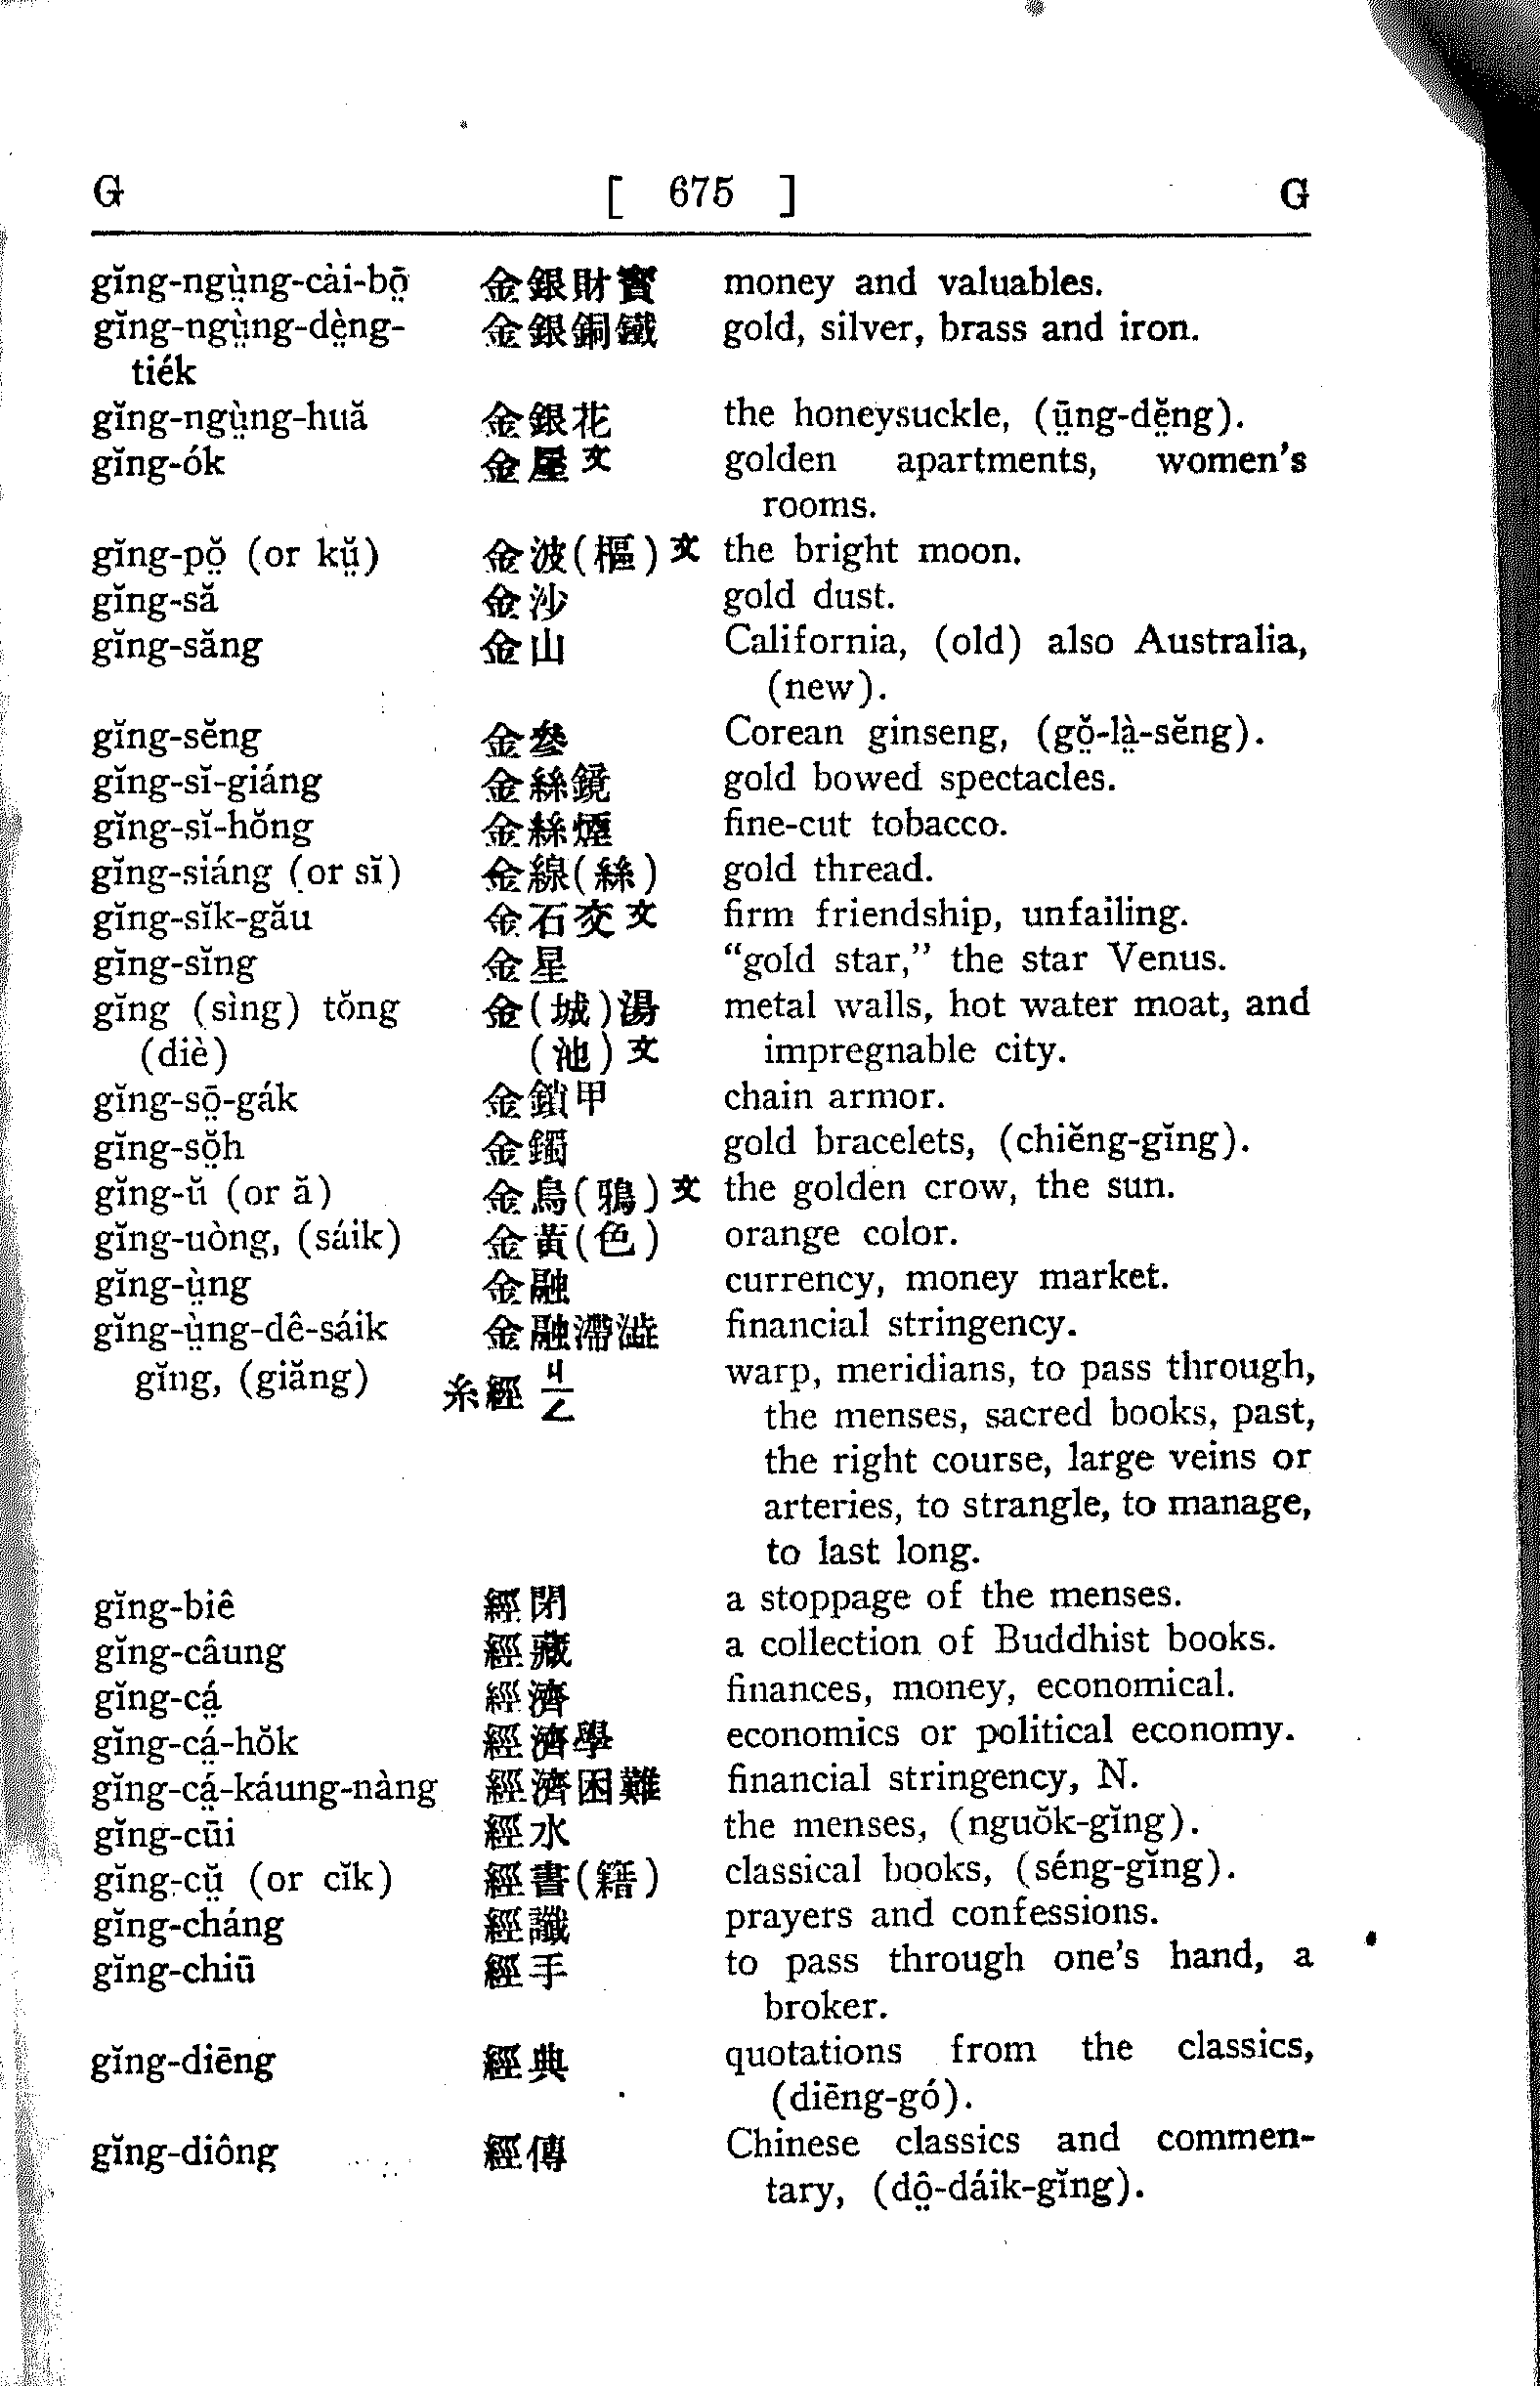 G [ 675 ] G
gĭng-ngṳ̀ng-cài-bō̤ 金銀財寳 money and valuables.
gĭng-ngṳ̀ng-dè̤ng- 金銀銅鐵 gold, silver, brass and iron.
tiék
gĭng-ngṳ̀ng-huă 金銀花 the honeysuckle, (ṳ̄ng-dĕ̤ng).
gĭng-ók 金屋文 golden apartments, women's
rooms.
gĭng-pŏ̤ (or kṳ̆) 金波(樞)文 the bright moon.
gĭng-să 金沙 gold dust.
gĭng-săng 金山 California, (old) also Australia,
(new).
gĭng-sĕng 金參 Corean ginseng, (gŏ̤-là̤-sĕng).
gĭng-sĭ-giáng 金絲鏡 gold bowed spectacles.
gĭng-sĭ-hŏng 金絲煙 fine-cut tobacco.
gĭng-siáng (or sĭ) 金線(絲) gold thread.
gĭng-sĭk-gău 金石交文 firm friendship, unfailing.
gĭng-sĭng 金星 “gold star,” the star Venus.
gĭng (sìng) tŏng 金(城)湯 metal walls, hot water moat, and
(diè) (池)文 impregnable city.
gĭng-sō̤-gák 金鎖甲 chain armor.
gĭng-sŏ̤h 金鐲 gold bracelets, (chiĕng-gĭng).
gĭng-ŭ (or ă) 金烏(鴉)文 the golden crow, the sun.
gĭng-uòng, (sáik) 金黃(色) orange color.
gĭng-ṳ̀ng 金融 currency, money market.
gĭng-ṳ̀ng-dê-sáik 金融滯澁 financial stringency.
gĭng, (giăng) 糸經 ㄐㄧㄥ warp, meridians, to pass through,
the menses, sacred books, past,
the right course, large veins or
arteries, to strangle, to manage,
to last long.
gĭng-biê 經閉 a stoppage of the menses.
gĭng-câung 經藏 a collection of Buddhist books.
gĭng-cá̤ 經濟 finances, money, economical.
gĭng-cá̤-hŏk 經濟學 economics or political economy.
gĭng-cá̤-káung-nàng 經濟困難 financial stringency, N.
gĭng-cūi 經水 the menses, (nguŏk-gĭng).
gĭng-cṳ̆ (or cĭk) 經書(籍) classical books, (séng-gĭng).
gĭng-cháng 經讖 prayers and confessions.
gĭng-chiū 經手 to pass through one's hand, a
broker.
gĭng-diēng 經典 quotations from the classics,
(diēng-gó).
gĭng-diông 經傳 Chinese classics and commen-
tary, (dô̤-dáik-gĭng).